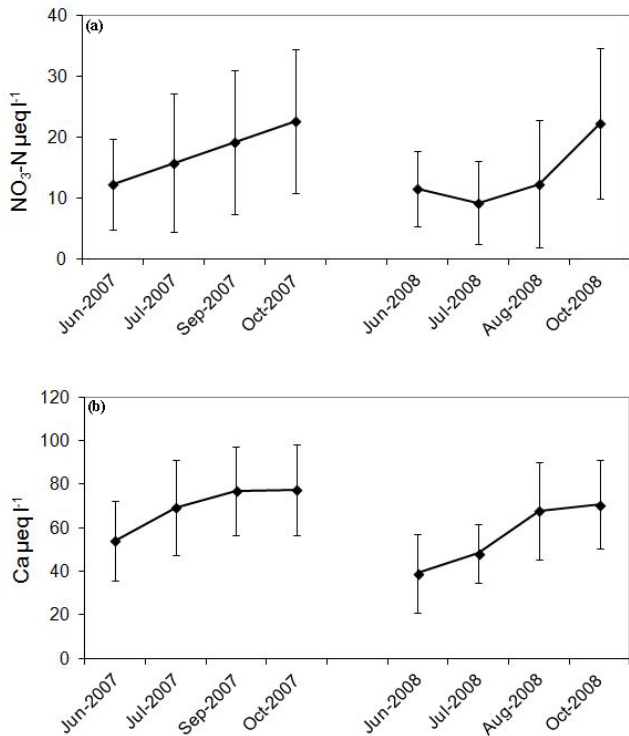 (a)
NO₃-N µeq l⁻¹
40
30
20
10
0
Jun-2007
Jul-2007
Sep-2007
Oct-2007
Jun-2008
Jul-2008
Aug-2008
Oct-2008
(b)
Ca µeq l⁻¹
120
100
80
60
40
20
0
Jun-2007
Jul-2007
Sep-2007
Oct-2007
Jun-2008
Jul-2008
Aug-2008
Oct-2008